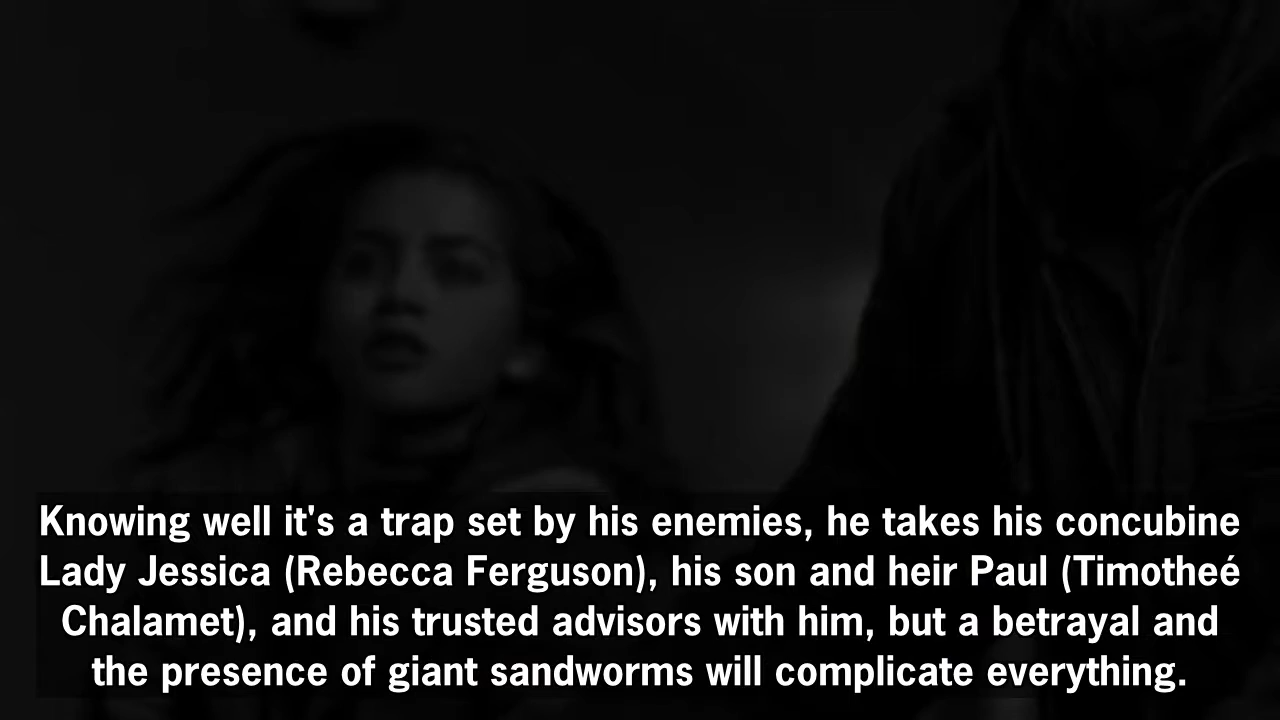 Knowing well it's a trap set by his enemies, he takes his concubine
Lady Jessica (Rebecca Ferguson), his son and heir Paul (Timotheé
Chalamet), and his trusted advisors with him, but a betrayal and
the presence of giant sandworms will complicate everything.